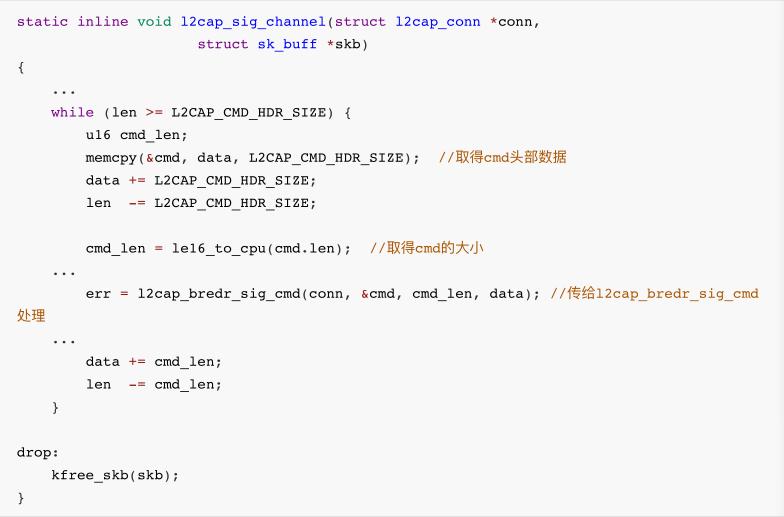 static inline void l2cap_sig_channel(struct l2cap_conn *conn,
                     struct sk_buff *skb)
{
    ...
    while (len >= L2CAP_CMD_HDR_SIZE) {
        u16 cmd_len;
        memcpy(&cmd, data, L2CAP_CMD_HDR_SIZE);  //取得cmd头部数据
        data += L2CAP_CMD_HDR_SIZE;
        len  -= L2CAP_CMD_HDR_SIZE;

        cmd_len = le16_to_cpu(cmd.len);  //取得cmd的大小
    ...
        err = l2cap_bredr_sig_cmd(conn, &cmd, cmd_len, data); //传给l2cap_bredr_sig_cmd
处理
    ...
        data += cmd_len;
        len  -= cmd_len;
    }

drop:
    kfree_skb(skb);
}